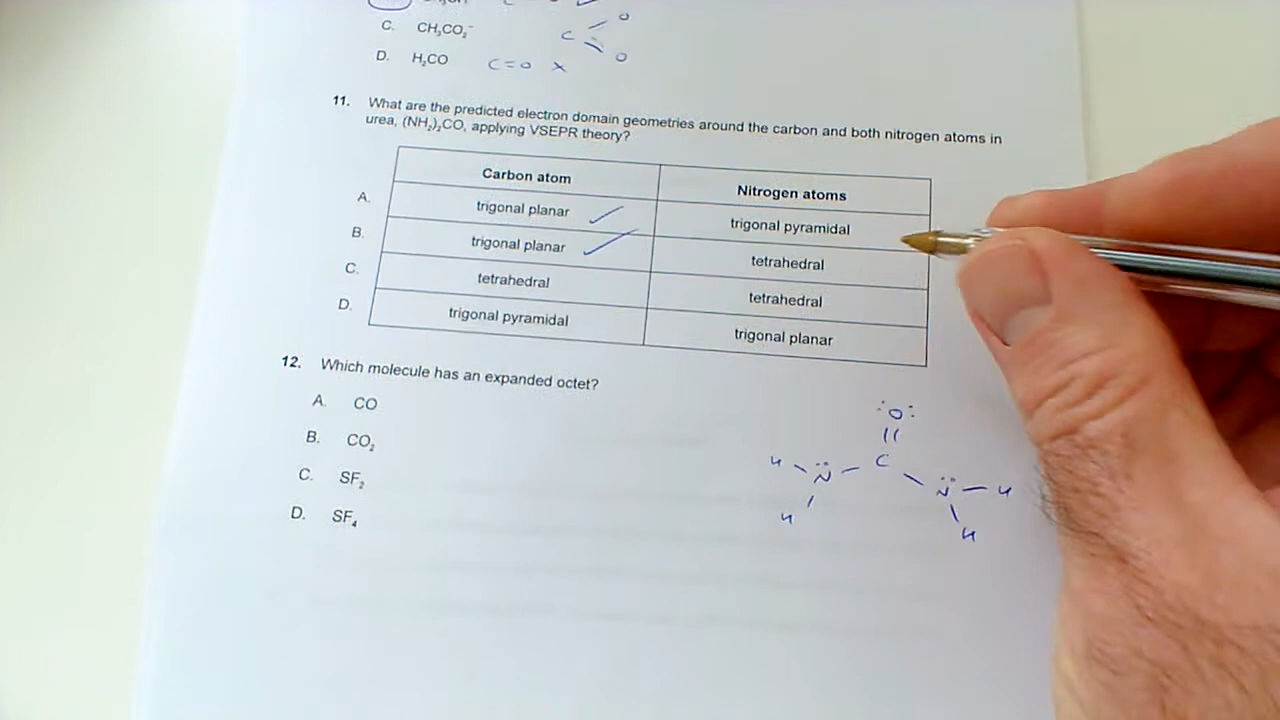 C. CH₃CO₂⁻
D. H₂CO C=O x
C O O
11. What are the predicted electron domain geometries around the carbon and both nitrogen atoms in
urea, (NH₂)₂CO, applying VSEPR theory?
Carbon atom Nitrogen atoms
A. trigonal planar ✓ trigonal pyramidal
B. trigonal planar ✓ tetrahedral
C. tetrahedral tetrahedral
D. trigonal pyramidal trigonal planar
12. Which molecule has an expanded octet?
A. CO
B. CO₂
C. SF₂
D. SF₄
:O:
H N C N H
H H